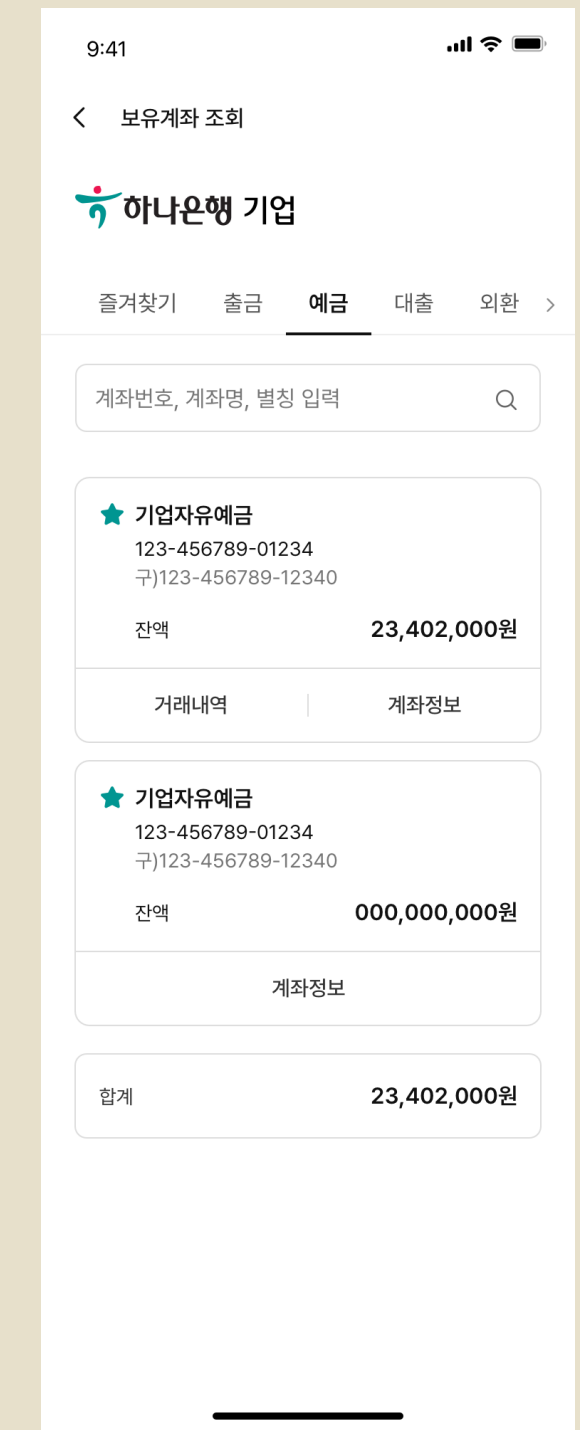 9:41
보유계좌 조회
하나은행 기업
즐겨찾기 출금 예금 대출 외환
계좌번호, 계좌명, 별칭 입력
기업자유예금
123-456789-01234
구)123-456789-12340
잔액 23,402,000원
거래내역 계좌정보
기업자유예금
123-456789-01234
구)123-456789-12340
잔액 000,000,000원
계좌정보
합계 23,402,000원